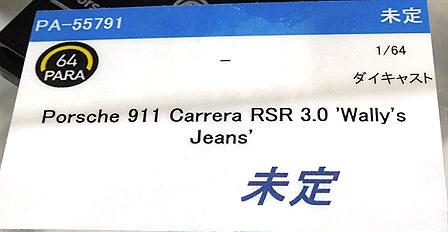 PA-55791 未定
64
PARA
– 1/64
ダイキャスト
Porsche 911 Carrera RSR 3.0 'Wally's
Jeans'
未定